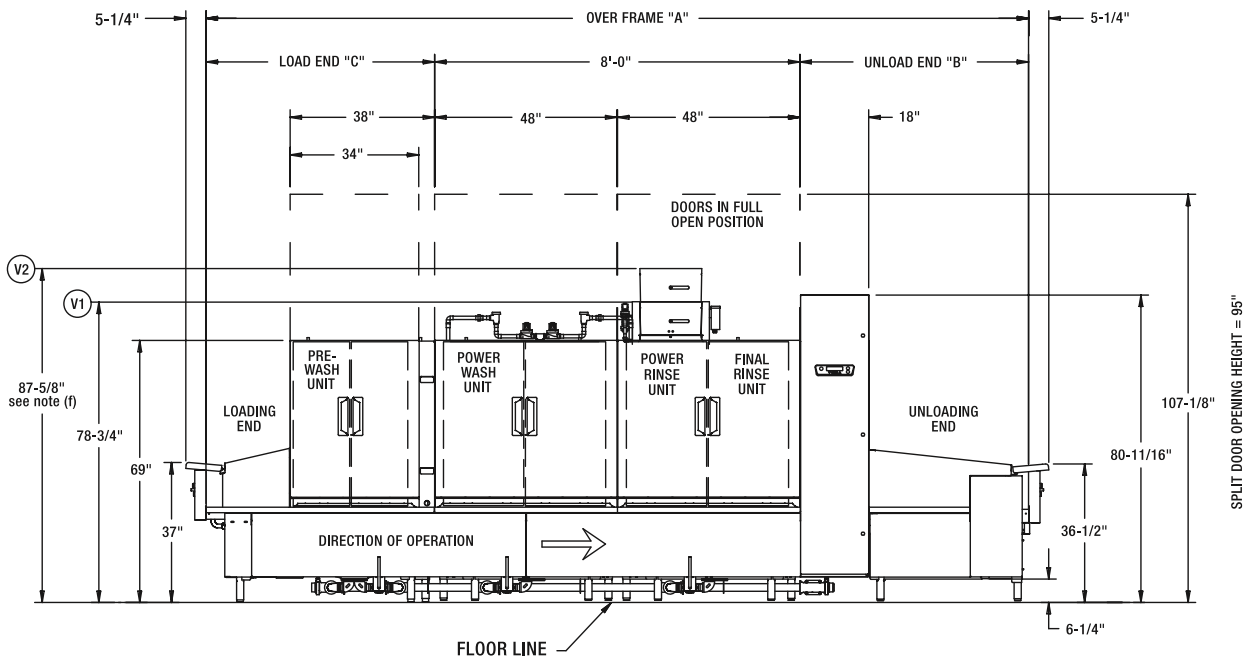 5-1/4"
OVER FRAME "A"
5-1/4"
LOAD END "C"
8'-0"
UNLOAD END "B"
38"
48"
48"
18"
34"
DOORS IN FULL
OPEN POSITION
V2
V1
PRE-
WASH
UNIT
POWER
WASH
UNIT
POWER
RINSE
UNIT
FINAL
RINSE
UNIT
87-5/8"
see note (f)
78-3/4"
69"
37"
LOADING
END
UNLOADING
END
107-1/8"
80-11/16"
36-1/2"
6-1/4"
SPLIT DOOR OPENING HEIGHT = 95"
DIRECTION OF OPERATION
FLOOR LINE